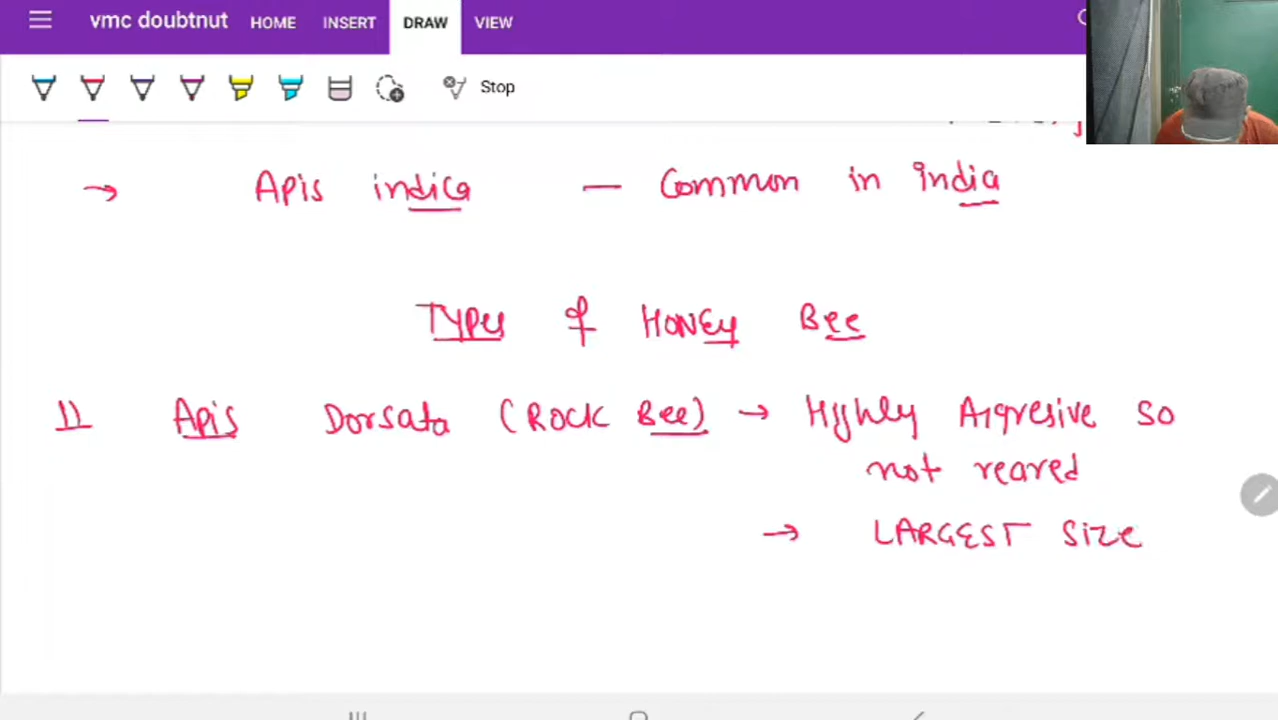 vmc doubtnut HOME INSERT DRAW VIEW
Stop
→ Apis indica — Common in india
Types of Honey Bee
1] Apis Dorsata (Rock Bee) → Highly Aggresive so
not reared
→ LARGEST Size